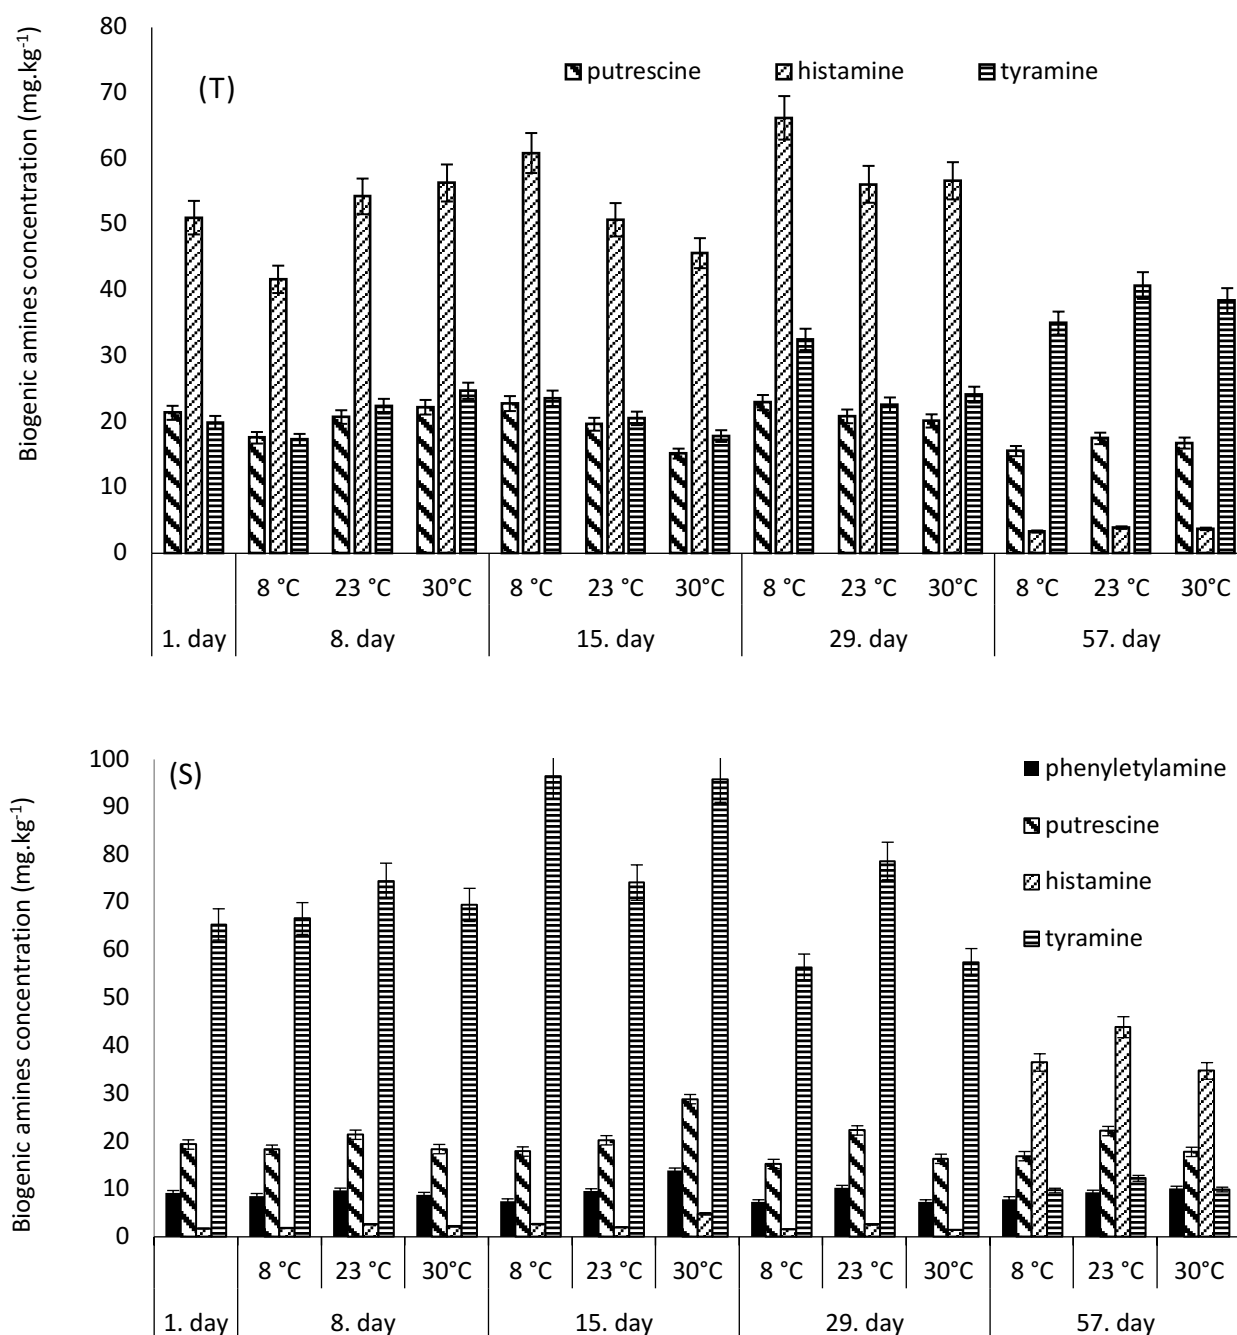 80
70
60
50
40
30
20
10
0
Biogenic amines concentration (mg.kg-1)
(T)
putrescine histamine tyramine
8 °C 23 °C 30°C 8 °C 23 °C 30°C 8 °C 23 °C 30°C 8 °C 23 °C 30°C
1. day 8. day 15. day 29. day 57. day
100
90
80
70
60
50
40
30
20
10
0
Biogenic amines concentration (mg.kg-1)
(S)
phenyletylamine
putrescine
histamine
tyramine
8 °C 23 °C 30°C 8 °C 23 °C 30°C 8 °C 23 °C 30°C 8 °C 23 °C 30°C
1. day 8. day 15. day 29. day 57. day